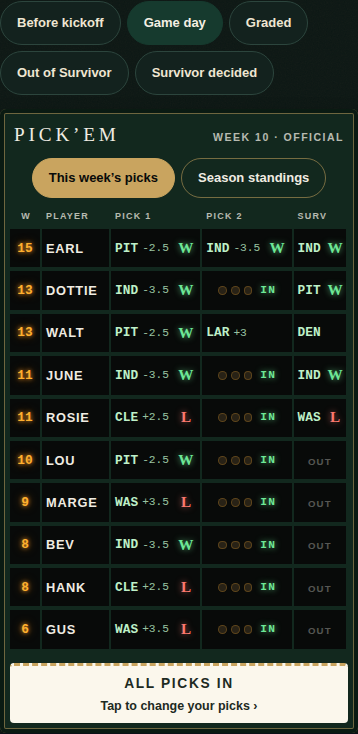 Before kickoff Game day Graded
Out of Survivor Survivor decided
PICK’EM WEEK 10 · OFFICIAL
This week’s picks Season standings
W PLAYER PICK 1 PICK 2 SURV
15 EARL PIT -2.5 W IND -3.5 W IND W
13 DOTTIE IND -3.5 W IN PIT W
13 WALT PIT -2.5 W LAR +3 DEN
11 JUNE IND -3.5 W IN IND W
11 ROSIE CLE +2.5 L IN WAS L
10 LOU PIT -2.5 W IN OUT
9 MARGE WAS +3.5 L IN OUT
8 BEV IND -3.5 W IN OUT
8 HANK CLE +2.5 L IN OUT
6 GUS WAS +3.5 L IN OUT
ALL PICKS IN
Tap to change your picks ›